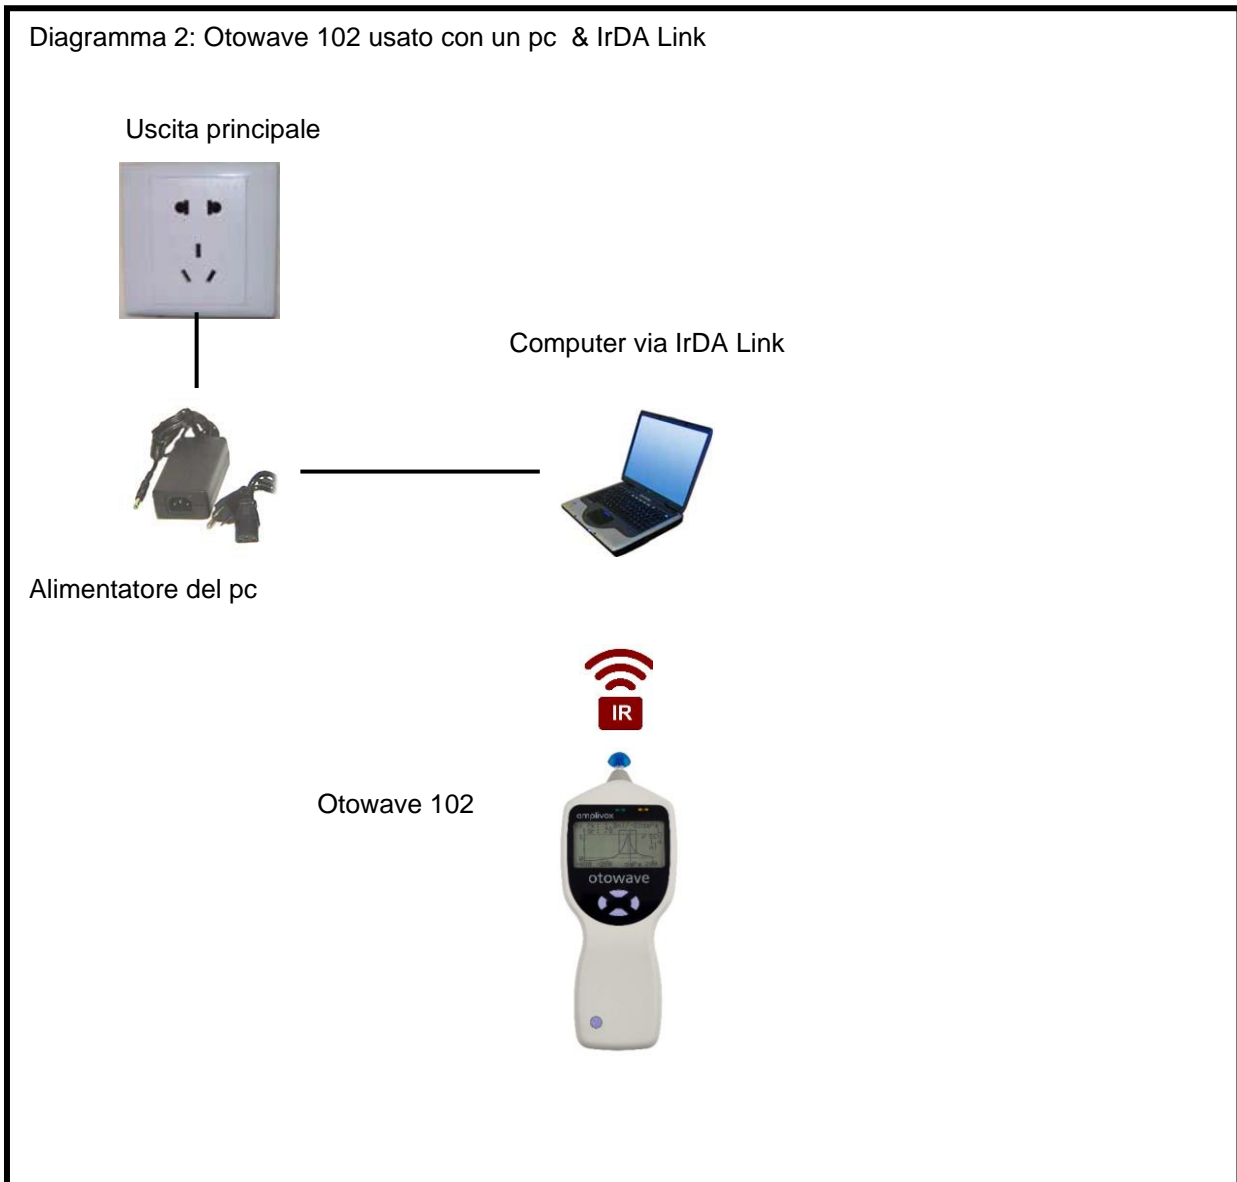 Diagramma 2: Otowave 102 usato con un pc & IrDA Link
Uscita principale
Computer via IrDA Link
Alimentatore del pc
IR
Otowave 102
amplivox
otowave